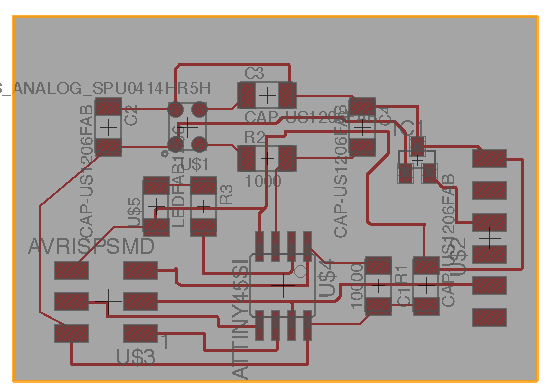 C3
S_ANALOG_SPU0414HR5H
C2
CAP-US1206FAB
CAP-US1206FAB
C4
IC1
R2
U$1
1000
CAP-US1206FAB
CAP-US1206FAB
LEDFAB1206
U$5
R3
CAP-US1206FAB
U$2
AVRISPSMD
ATTINY45SI
U$4
10000
C1
R1
1
U$3